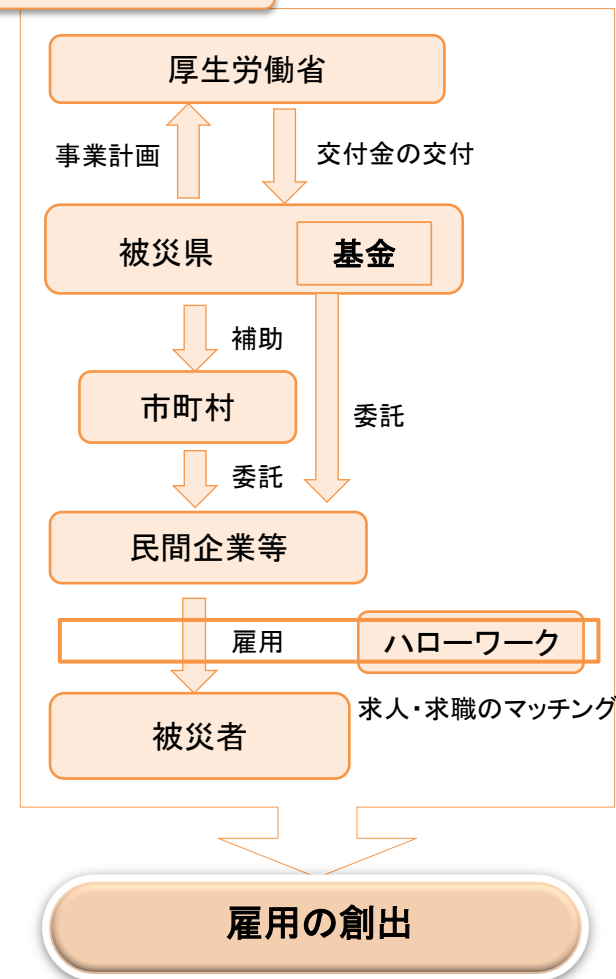 厚生労働省
事業計画
交付金の交付
被災県
基金
補助
市町村
委託
委託
民間企業等
雇用
ハローワーク
求人・求職のマッチング
被災者
雇用の創出